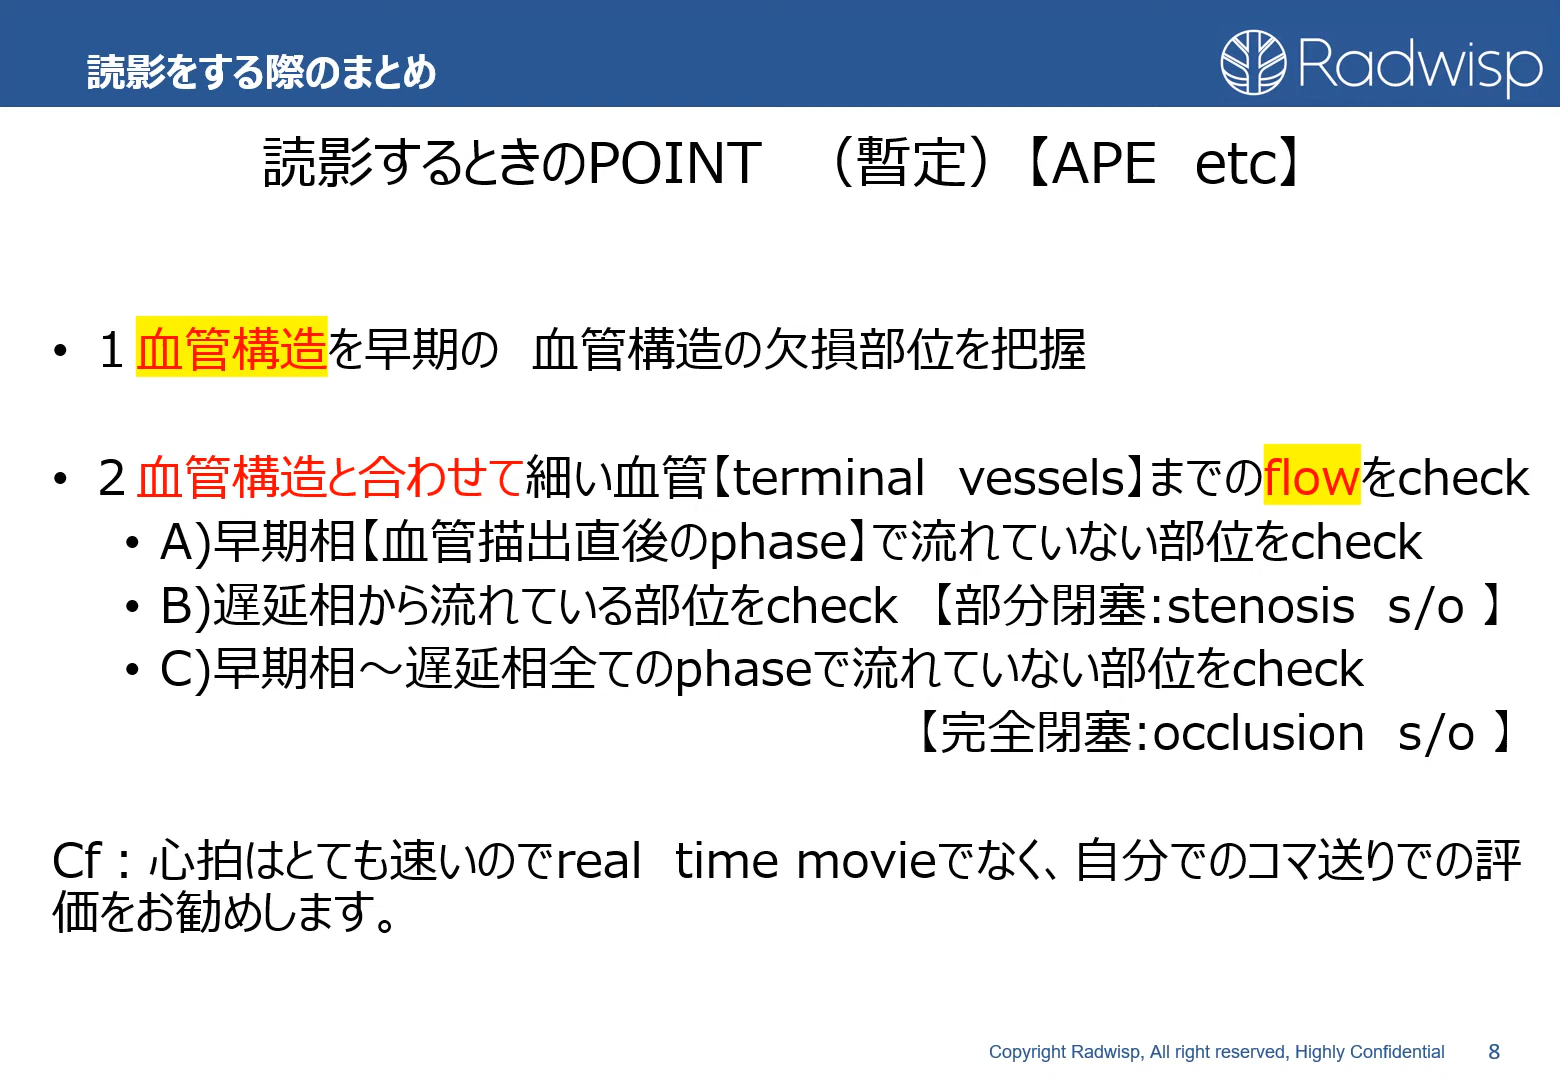 読影をする際のまとめ
Radwisp
読影するときのPOINT　（暫定）【APE etc】
• 1 血管構造を早期の　血管構造の欠損部位を把握
• 2 血管構造と合わせて細い血管【terminal vessels】までのflowをcheck
• A)早期相【血管描出直後のphase】で流れていない部位をcheck
• B)遅延相から流れている部位をcheck 【部分閉塞:stenosis s/o 】
• C)早期相～遅延相全てのphaseで流れていない部位をcheck
【完全閉塞:occlusion s/o 】
Cf：心拍はとても速いのでreal time movieでなく、自分でのコマ送りでの評
価をお勧めします。
Copyright Radwisp, All right reserved, Highly Confidential 8